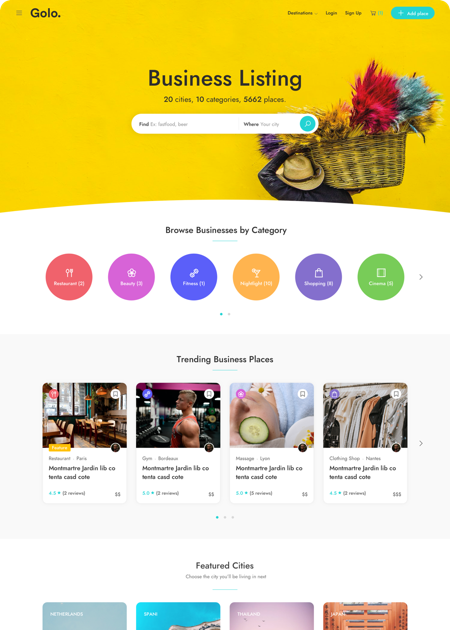 Golo.
Destinations
Login
Sign Up
(1)
Add place
Business Listing
20 cities, 10 categories, 5662 places.
Find Ex: fastfood, beer
Where Your city
Browse Businesses by Category
Restaurant (2)
Beauty (3)
Fitness (1)
Highlight (10)
Shopping (8)
Cinema (5)
Trending Business Places
Featured
Restaurant Paris
Montmartre Jardin lib co
tenta casd cote
4.5 (2 reviews)
$$
Gym Bordeaux
Montmartre Jardin lib co
tenta casd cote
5.0 (3 reviews)
$$
Massage Lyon
Montmartre Jardin lib co
tenta casd cote
5.0 (3 reviews)
$$
Clothing Shop Nantes
Montmartre Jardin lib co
tenta casd cote
4.5 (2 reviews)
$$$
Featured Cities
Choose the city you'll be living in next
NETHERLANDS
SPAIN
THAILAND
JAPAN